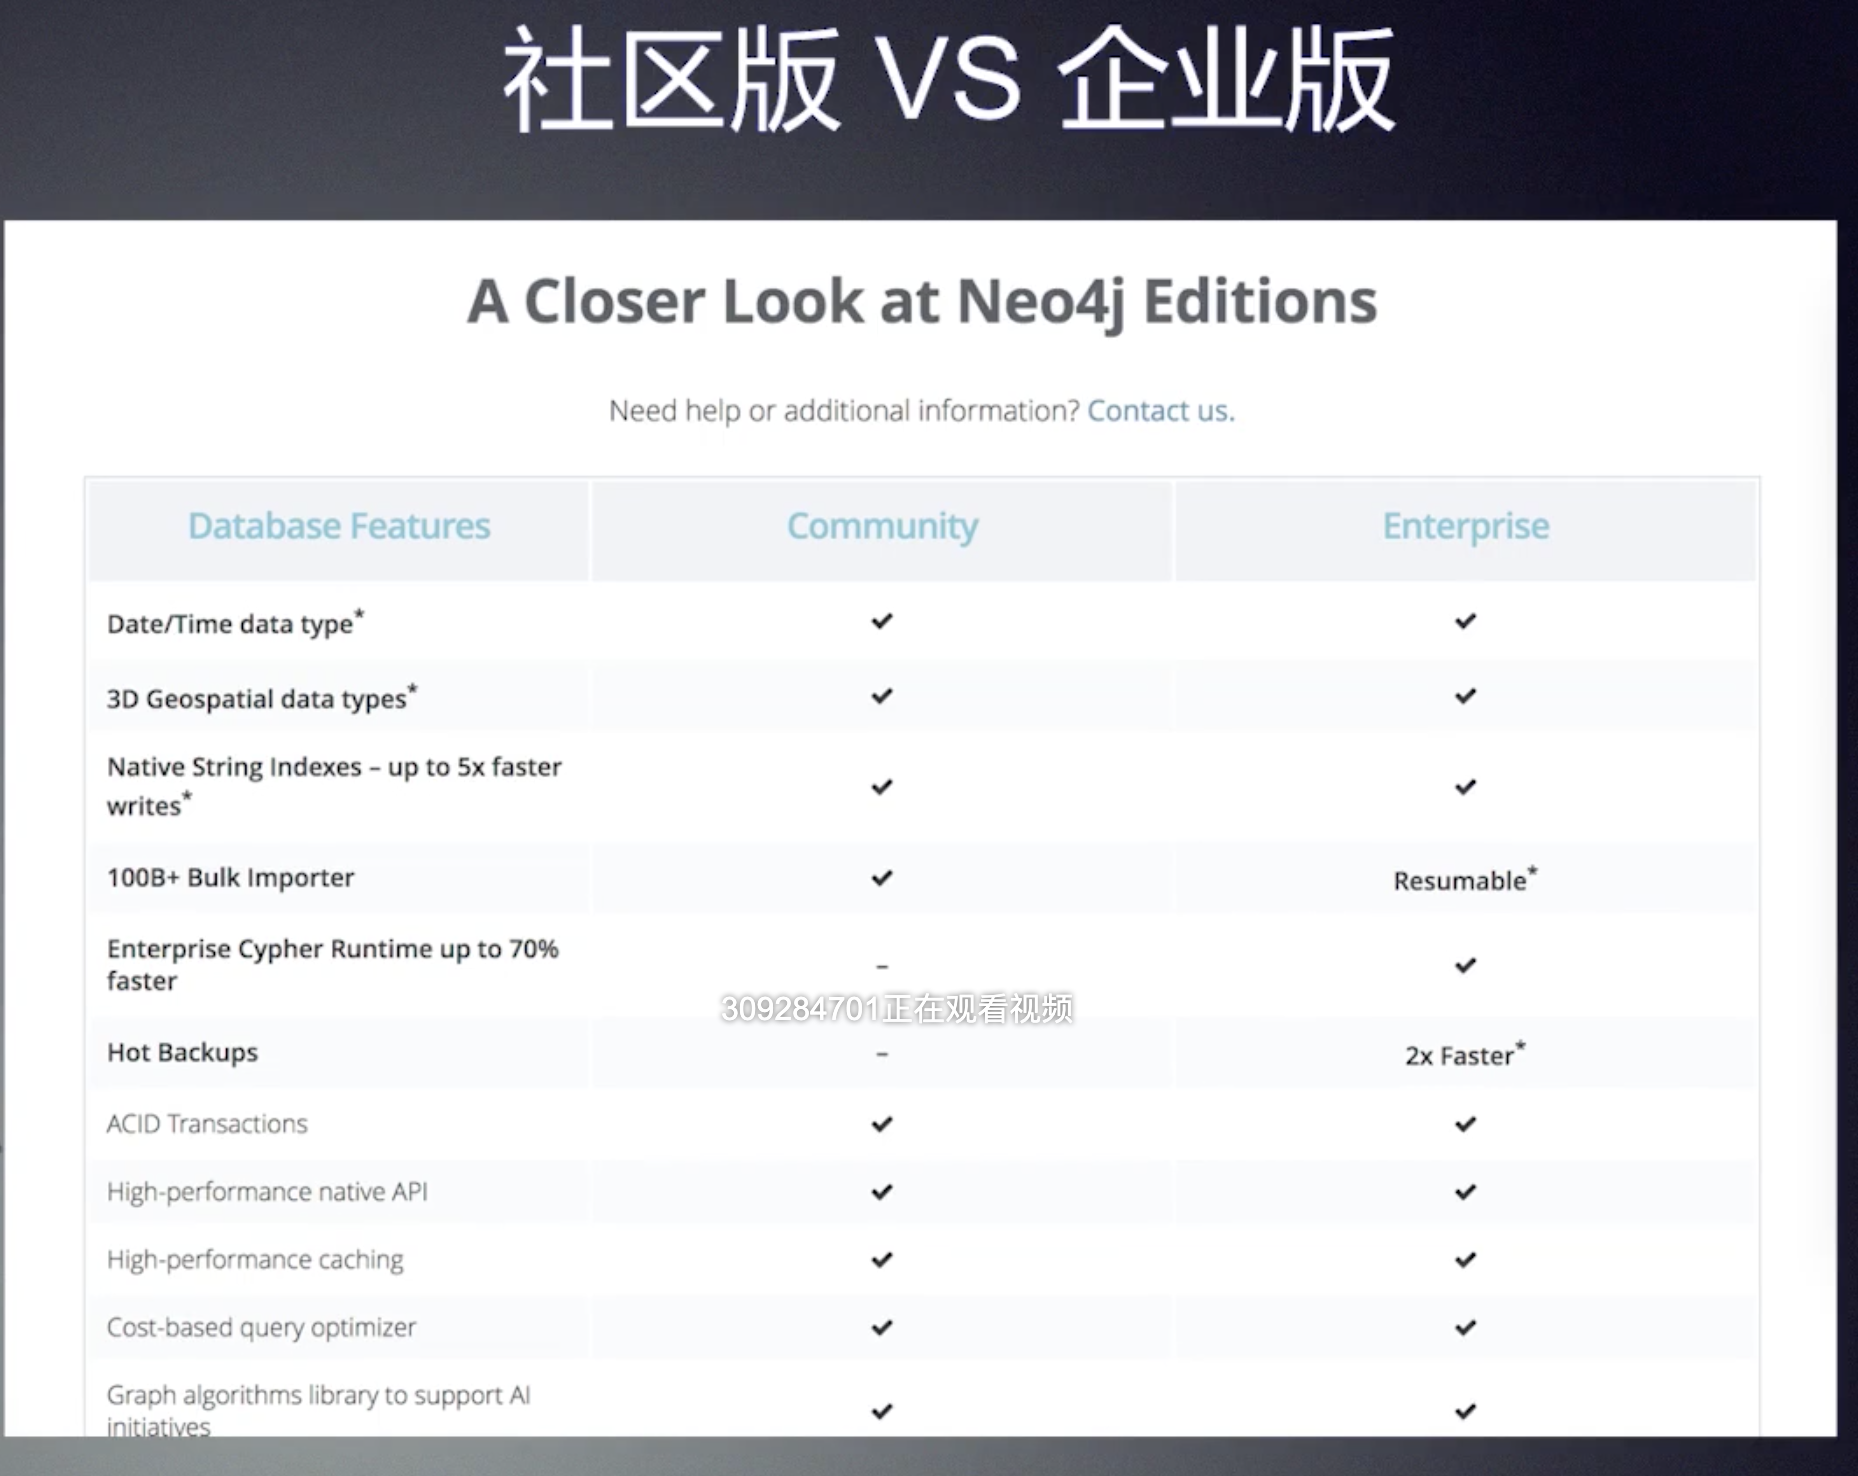 社区版 VS 企业版
A Closer Look at Neo4j Editions
Need help or additional information? Contact us.
Database Features Community Enterprise
Date/Time data type* ✔ ✔
3D Geospatial data types* ✔ ✔
Native String Indexes – up to 5x faster
writes* ✔ ✔
100B+ Bulk Importer ✔ Resumable*
Enterprise Cypher Runtime up to 70%
faster – ✔
309284701正在观看视频
Hot Backups – 2x Faster*
ACID Transactions ✔ ✔
High-performance native API ✔ ✔
High-performance caching ✔ ✔
Cost-based query optimizer ✔ ✔
Graph algorithms library to support AI
initiatives ✔ ✔